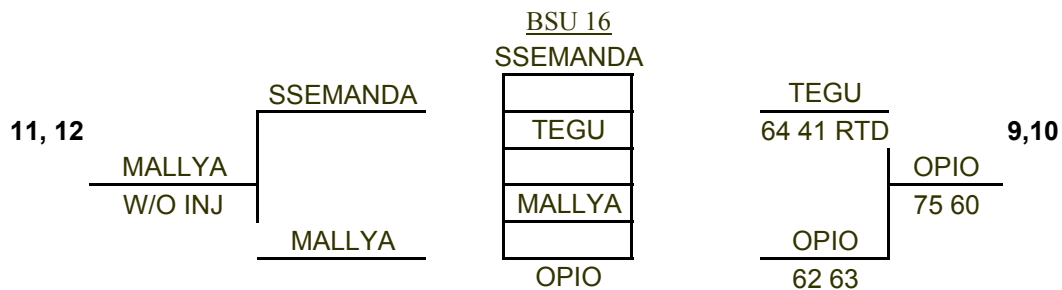 BSU 16
SSEMANDA
SSEMANDA TEGU
11, 12 TEGU 64 41 RTD 9,10
MALLYA OPIO
W/O INJ MALLYA 75 60
MALLYA OPIO
OPIO 62 63